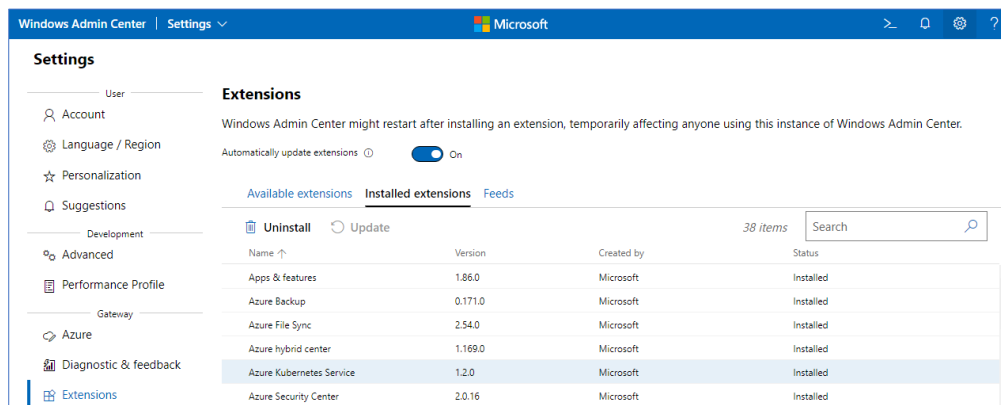 Windows Admin Center | Settings
Microsoft
?
Settings
User
Account
Language / Region
Personalization
Suggestions
Development
Advanced
Performance Profile
Gateway
Azure
Diagnostic & feedback
Extensions
Extensions
Windows Admin Center might restart after installing an extension, temporarily affecting anyone using this instance of Windows Admin Center.
Automatically update extensions On
Available extensions Installed extensions Feeds
Uninstall Update 38 items Search
Name Version Created by Status
Apps & features 1.86.0 Microsoft Installed
Azure Backup 0.171.0 Microsoft Installed
Azure File Sync 2.54.0 Microsoft Installed
Azure hybrid center 1.169.0 Microsoft Installed
Azure Kubernetes Service 1.2.0 Microsoft Installed
Azure Security Center 2.0.16 Microsoft Installed